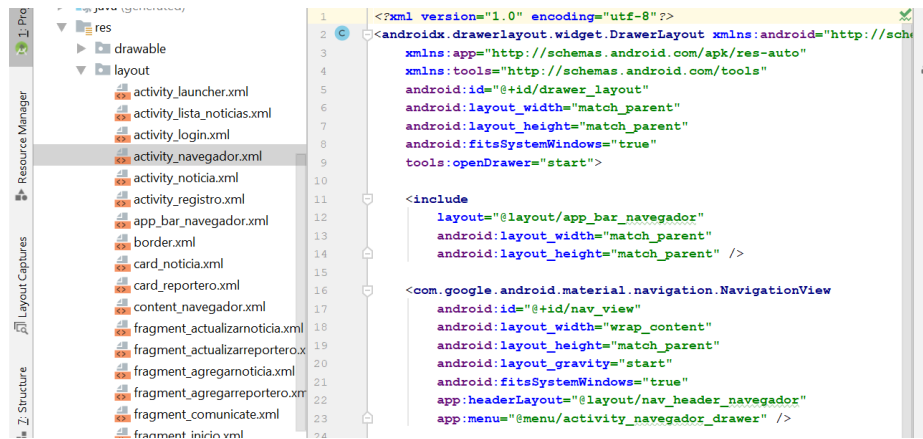 java (generated)
res
drawable
layout
activity_launcher.xml
activity_lista_noticias.xml
activity_login.xml
activity_navegador.xml
activity_noticia.xml
activity_registro.xml
app_bar_navegador.xml
border.xml
card_noticia.xml
card_reportero.xml
content_navegador.xml
fragment_actualizarnoticia.xml
fragment_actualizarreportero.x
fragment_agregarnoticia.xml
fragment_agregarreportero.xm
fragment_comunicate.xml
fragment_inicio.xml
1: Pro
Resource Manager
Layout Captures
7: Structure
1 <?xml version="1.0" encoding="utf-8"?>
2 C <androidx.drawerlayout.widget.DrawerLayout xmlns:android="http://sche
3 xmlns:app="http://schemas.android.com/apk/res-auto"
4 xmlns:tools="http://schemas.android.com/tools"
5 android:id="@+id/drawer_layout"
6 android:layout_width="match_parent"
7 android:layout_height="match_parent"
8 android:fitsSystemWindows="true"
9 tools:openDrawer="start">
10
11 <include
12 layout="@layout/app_bar_navegador"
13 android:layout_width="match_parent"
14 android:layout_height="match_parent" />
15
16 <com.google.android.material.navigation.NavigationView
17 android:id="@+id/nav_view"
18 android:layout_width="wrap_content"
19 android:layout_height="match_parent"
20 android:layout_gravity="start"
21 android:fitsSystemWindows="true"
22 app:headerLayout="@layout/nav_header_navegador"
23 app:menu="@menu/activity_navegador_drawer" />
24